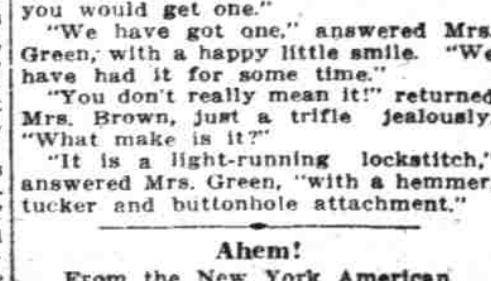 you would get one."
"We have got one," answered Mrs.
Green, with a happy little smile. "We
have had it for some time."
"You don't really mean it!" returned
Mrs. Brown, just a trifle jealously.
"What make is it?"
"It is a light-running lockstitch,"
answered Mrs. Green, "with a hemmer,
tucker and buttonhole attachment."
Ahem!
From the New York American